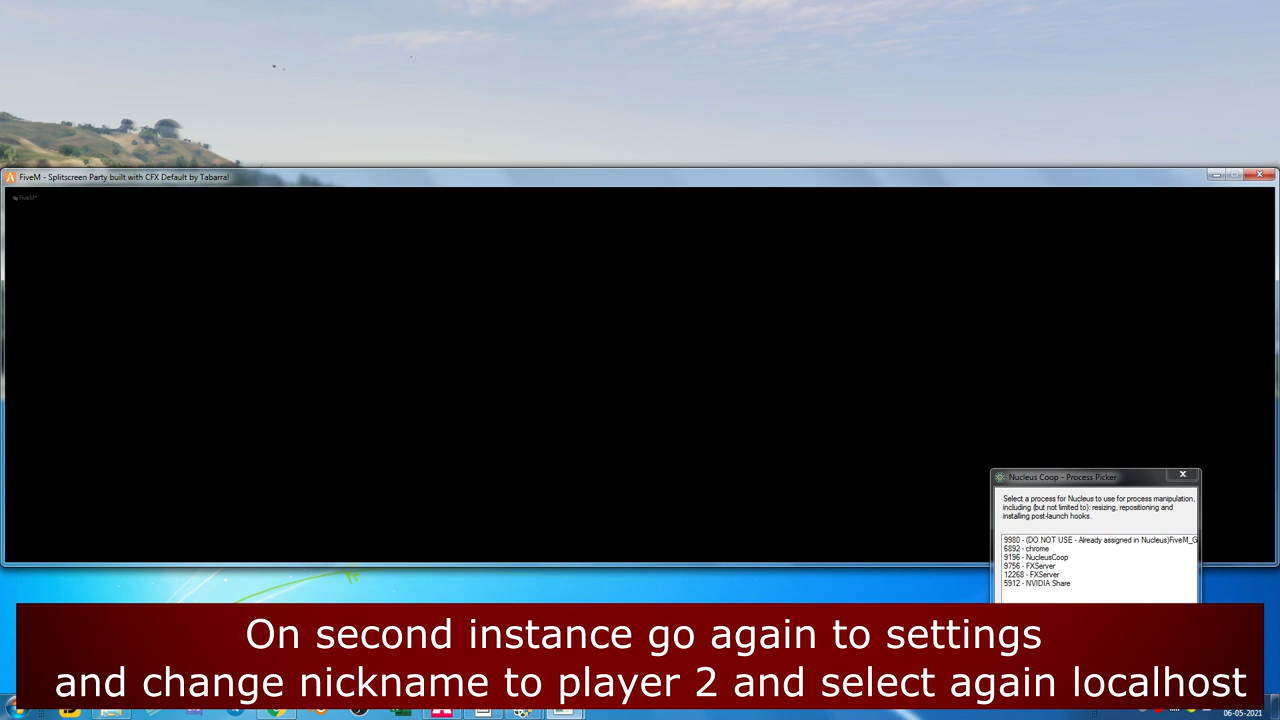 FiveM - Splitscreen Party built with CFX Default by Tabarra!
FiveM*
Nucleus Coop - Process Picker
Select a process for Nucleus to use for process manipulation,
including (but not limited to): resizing, repositioning and
installing post-launch hooks.
9980 - (DO NOT USE - Already assigned in Nucleus)FiveM_G
6892 - chrome
9196 - NucleusCoop
9756 - FXServer
12268 - FXServer
5912 - NVIDIA Share
On second instance go again to settings
and change nickname to player 2 and select again localhost
06-05-2021